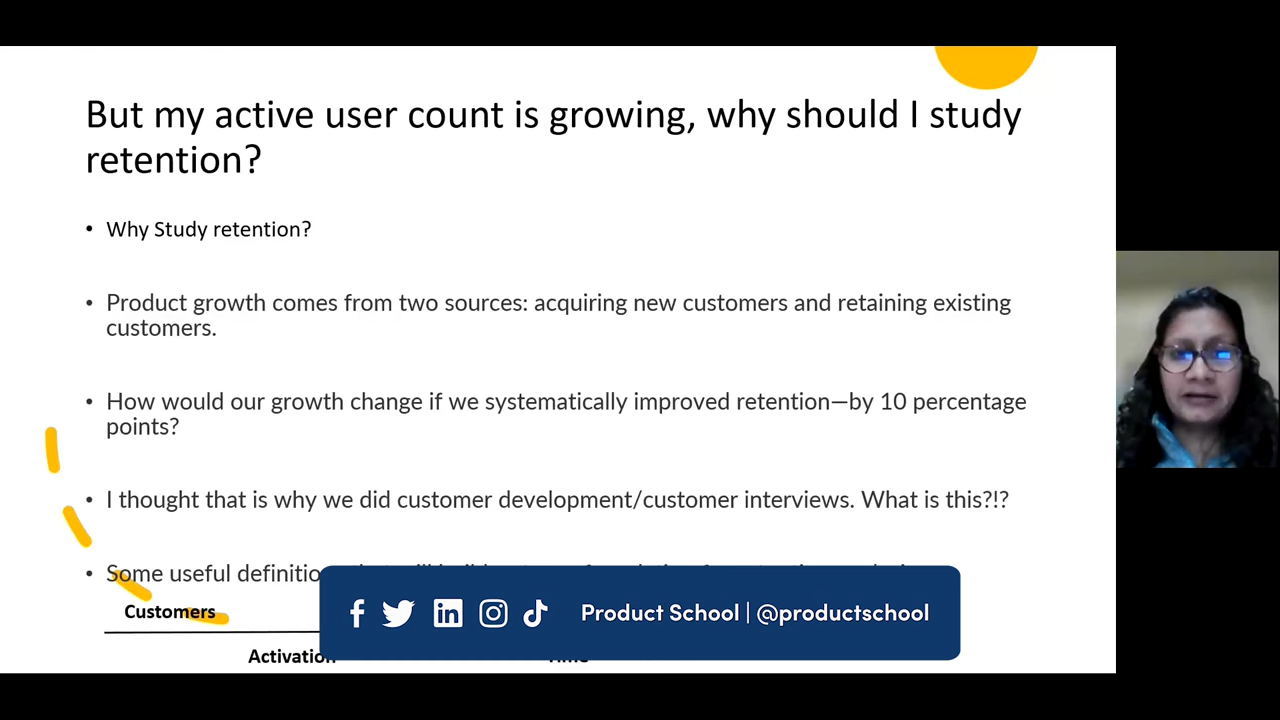 But my active user count is growing, why should I study
retention?
• Why Study retention?
• Product growth comes from two sources: acquiring new customers and retaining existing
customers.
• How would our growth change if we systematically improved retention—by 10 percentage
points?
• I thought that is why we did customer development/customer interviews. What is this?!?
• Some useful
Customers
Product School | @productschool
Activation